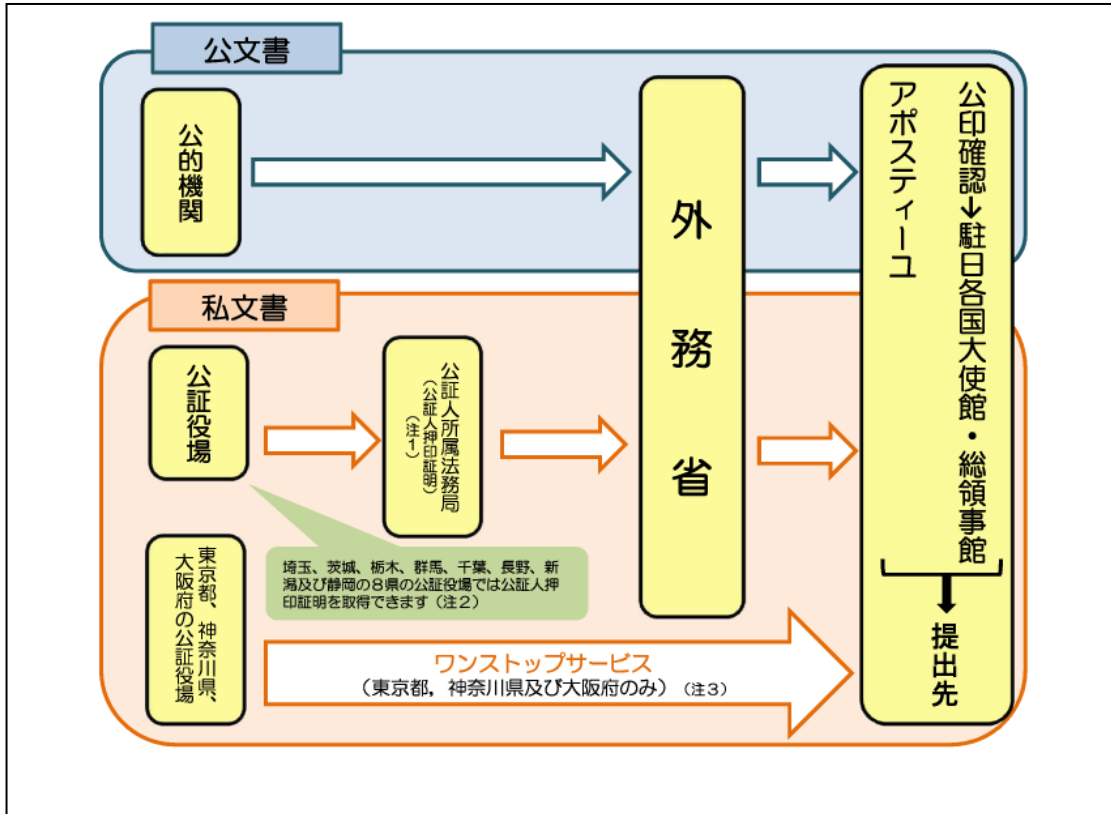 公文書
公的機関
外務省
公印確認→駐日各国大使館・総領事館
アポスティーユ
提出先
私文書
公証役場
公証人所属法務局
(公証人押印証明)
(注1)
埼玉、茨城、栃木、群馬、千葉、長野、新
潟及び静岡の8県の公証役場では公証人押
印証明を取得できます(注2)
東京都、神奈川県、
大阪府の公証役場
ワンストップサービス
(東京都，神奈川県及び大阪府のみ)(注3)